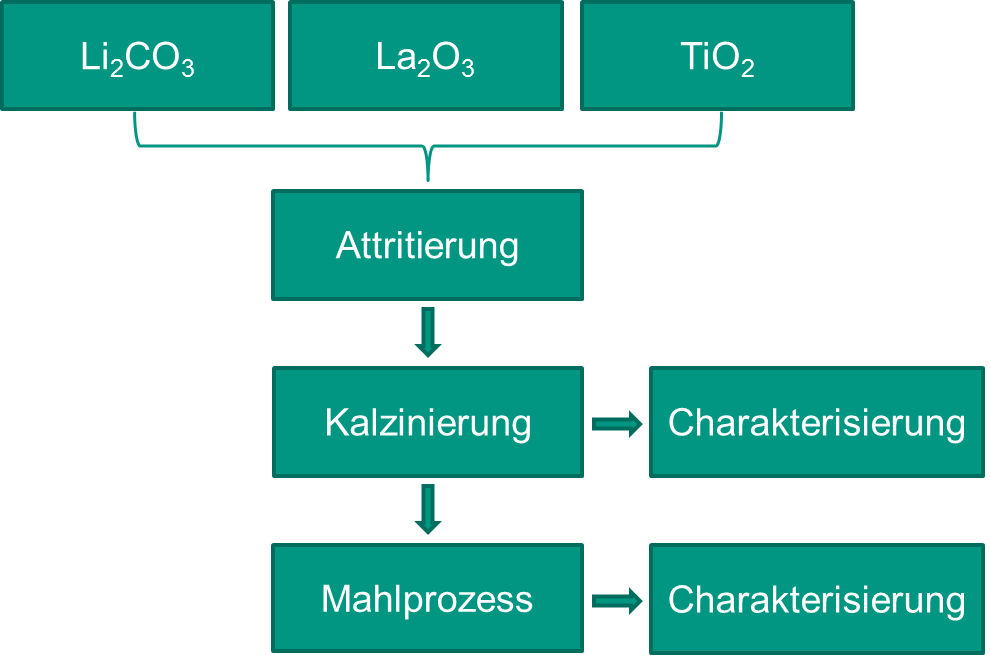 Li₂CO₃
La₂O₃
TiO₂
Attritierung
Kalzinierung
Charakterisierung
Mahlprozess
Charakterisierung